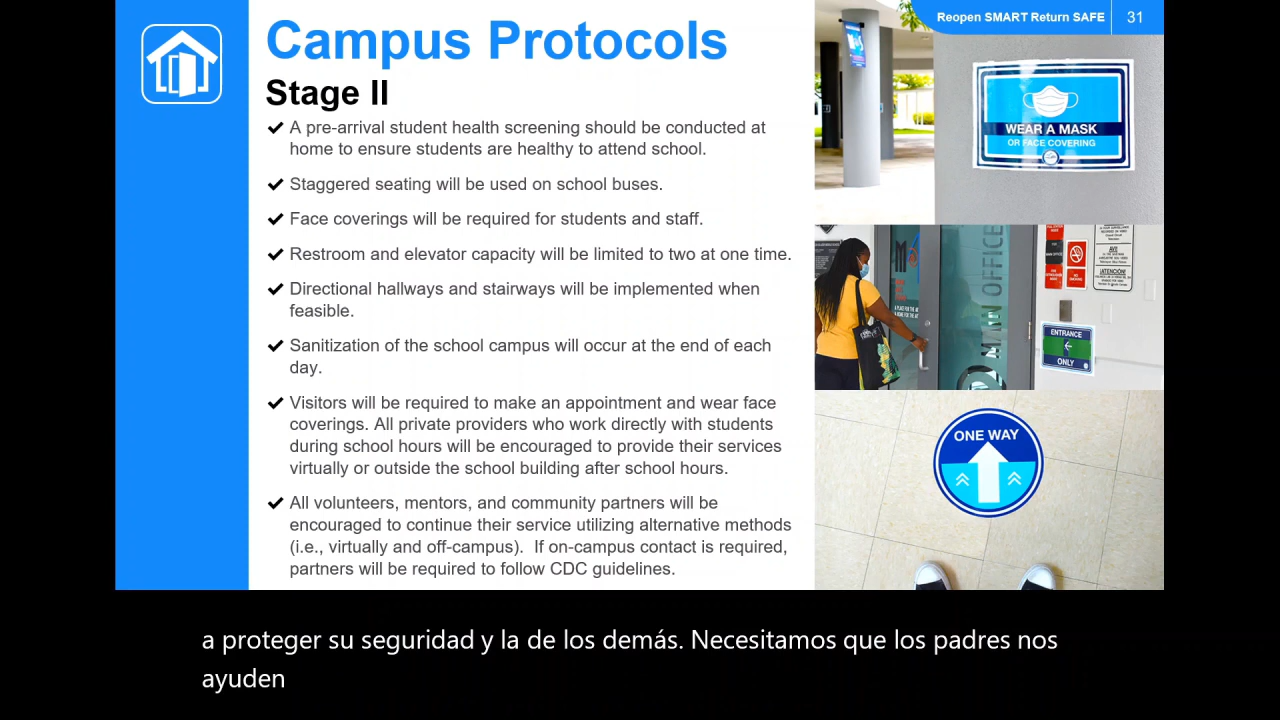 Reopen SMART Return SAFE 31
Campus Protocols
Stage II
A pre-arrival student health screening should be conducted at
home to ensure students are healthy to attend school.
Staggered seating will be used on school buses.
Face coverings will be required for students and staff.
Restroom and elevator capacity will be limited to two at one time.
Directional hallways and stairways will be implemented when
feasible.
Sanitization of the school campus will occur at the end of each
day.
Visitors will be required to make an appointment and wear face
coverings. All private providers who work directly with students
during school hours will be encouraged to provide their services
virtually or outside the school building after school hours.
All volunteers, mentors, and community partners will be
encouraged to continue their service utilizing alternative methods
(i.e., virtually and off-campus).  If on-campus contact is required,
partners will be required to follow CDC guidelines.
WEAR A MASK
OR FACE COVERING
MAIN OFFICE
¡ATENCIÓN!
ENTRANCE
ONLY
ONE WAY
a proteger su seguridad y la de los demás. Necesitamos que los padres nos
ayuden